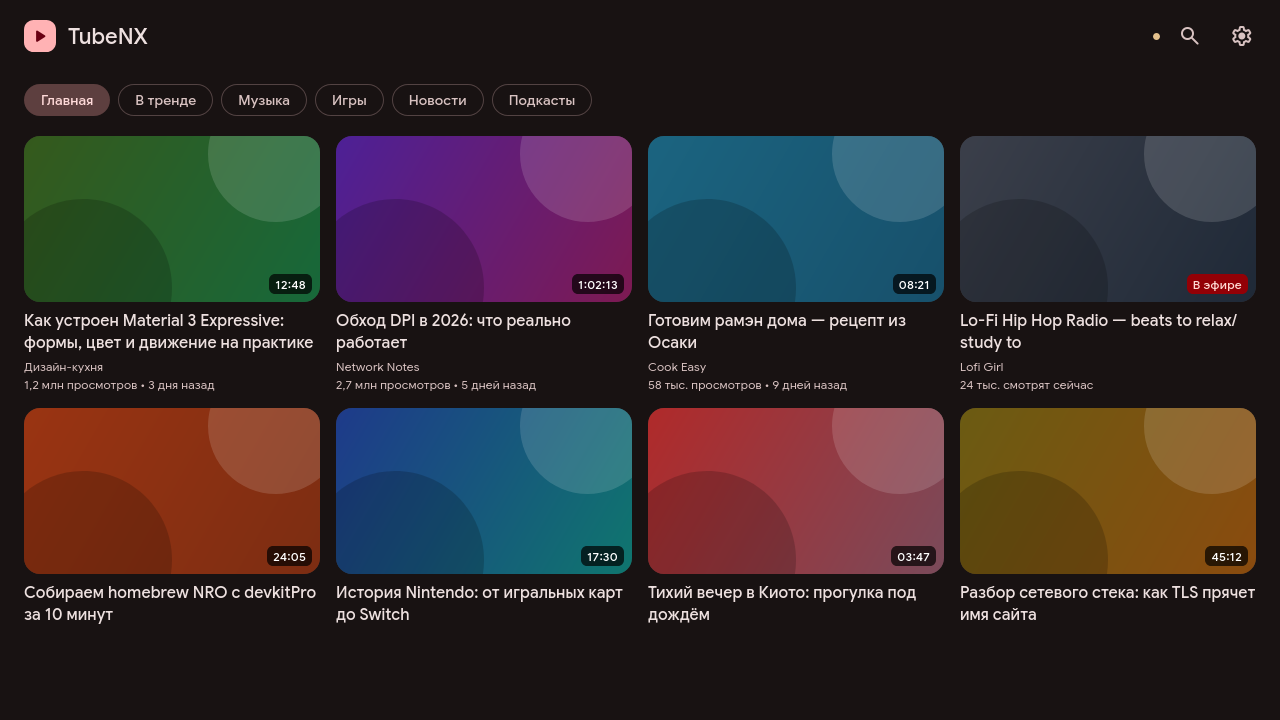 TubeNX
Главная
В тренде
Музыка
Игры
Новости
Подкасты
12:48
1:02:13
08:21
В эфире
Как устроен Material 3 Expressive:
формы, цвет и движение на практике
Дизайн-кухня
1,2 млн просмотров • 3 дня назад
Обход DPI в 2026: что реально
работает
Network Notes
2,7 млн просмотров • 5 дней назад
Готовим рамэн дома — рецепт из
Осаки
Cook Easy
58 тыс. просмотров • 9 дней назад
Lo-Fi Hip Hop Radio — beats to relax/
study to
Lofi Girl
24 тыс. смотрят сейчас
24:05
17:30
03:47
45:12
Собираем homebrew NRO с devkitPro
за 10 минут
История Nintendo: от игральных карт
до Switch
Тихий вечер в Киото: прогулка под
дождём
Разбор сетевого стека: как TLS прячет
имя сайта